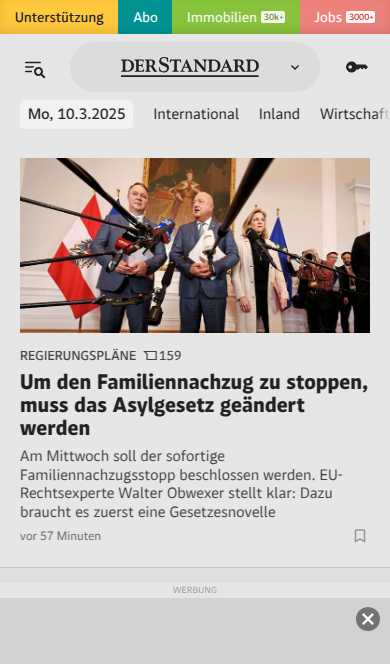 Unterstützung Abo Immobilien 30k+ Jobs 3000+
DERSTANDARD
Mo, 10.3.2025 International Inland Wirtschaft
REGIERUNGSPLÄNE 159
Um den Familiennachzug zu stoppen,
muss das Asylgesetz geändert
werden
Am Mittwoch soll der sofortige
Familiennachzugsstopp beschlossen werden. EU-
Rechtsexperte Walter Obwexer stellt klar: Dazu
braucht es zuerst eine Gesetzesnovelle
vor 57 Minuten
WERBUNG